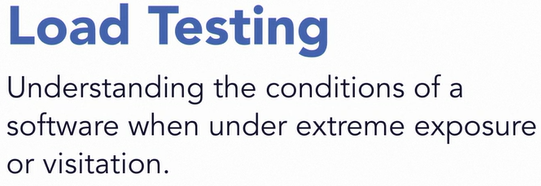 Load Testing
Understanding the conditions of a
software when under extreme exposure
or visitation.